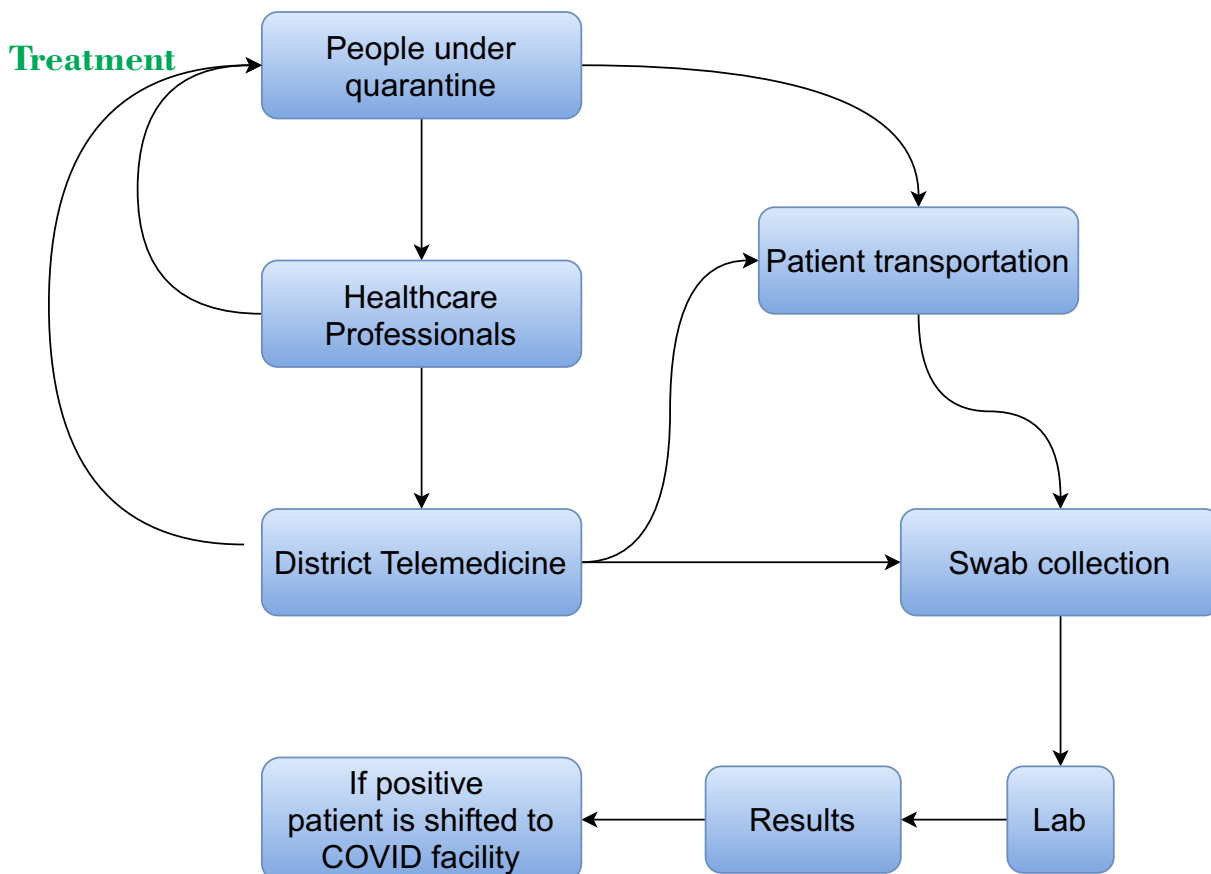 Treatment
People under
quarantine
Patient transportation
Healthcare
Professionals
District Telemedicine
Swab collection
If positive
patient is shifted to
COVID facility
Results
Lab